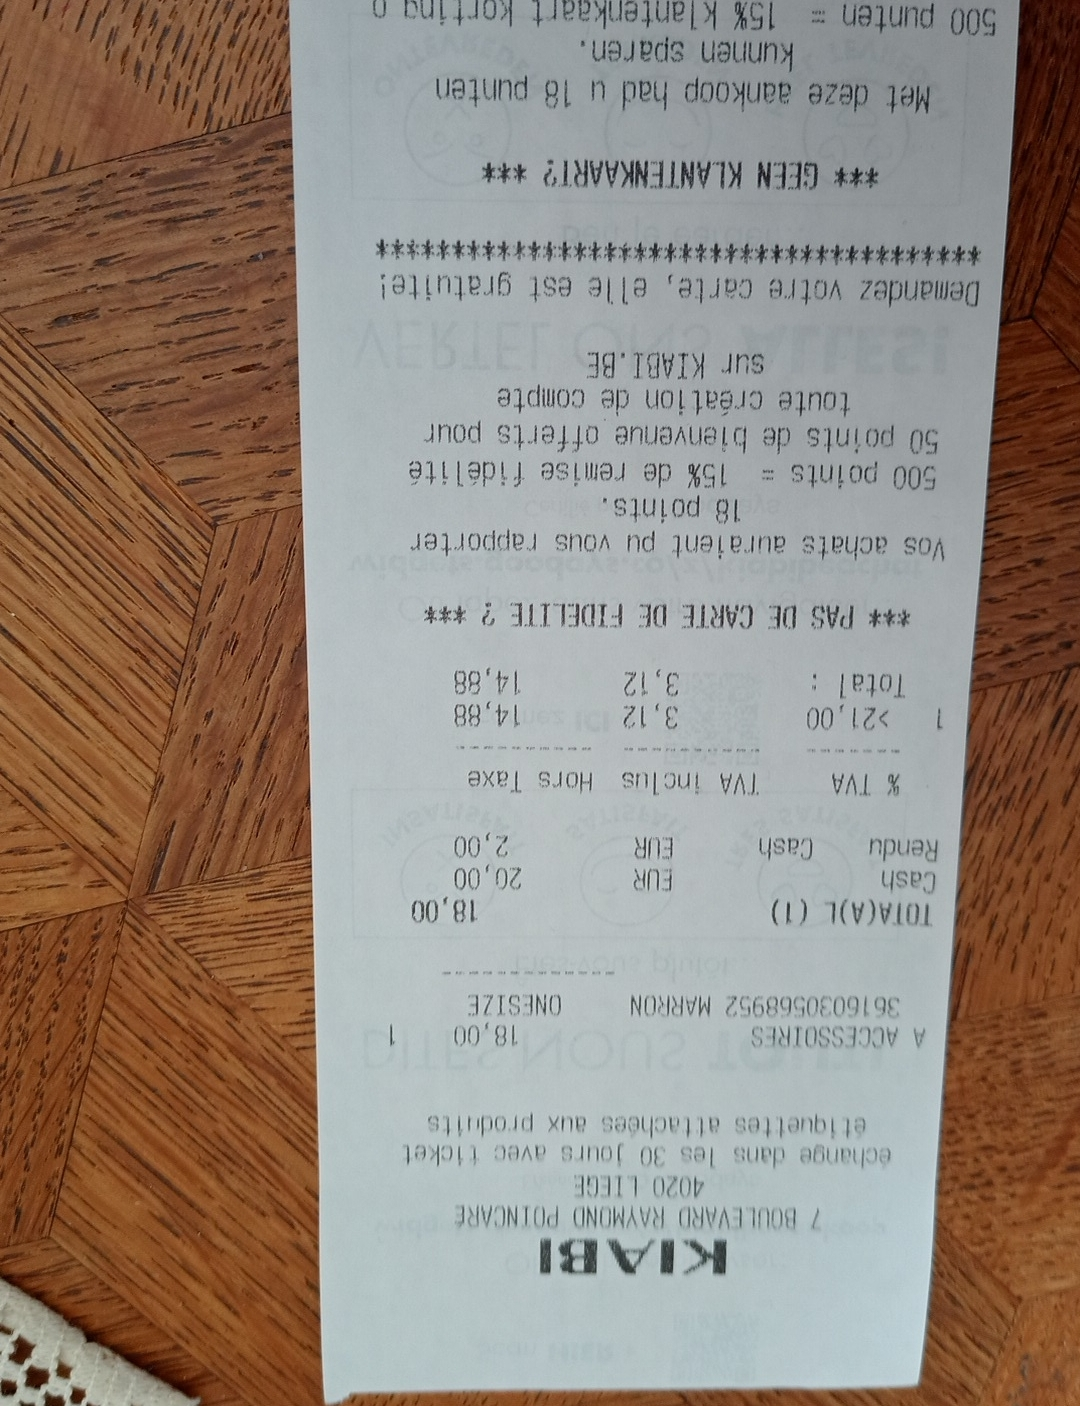 KIABI
7 BOULEVARD RAYMOND POINCARE
4020 LIEGE
échange dans les 30 jours avec ticket
étiquettes attachées aux produits
A ACCESSOIRES 18,00 1
3616030568952 MARRON ONESIZE
--------------
TOTA(A)L (1) 18,00
Cash EUR 20,00
Rendu Cash EUR 2,00
% TVA TVA inclus Hors Taxe
-------- ----------- -----------
1 >21,00 3,12 14,88
Total : 3,12 14,88
*** PAS DE CARTE DE FIDELITE ? ***
Vos achats auraient pu vous rapporter
18 points.
500 points = 15% de remise fidélité
50 points de bienvenue offerts pour
toute création de compte
sur KIABI.BE
Demandez votre carte, elle est gratuite!
****************************************
*** GEEN KLANTENKAART? ***
Met deze aankoop had u 18 punten
kunnen sparen.
500 punten = 15% klantenkaart korting